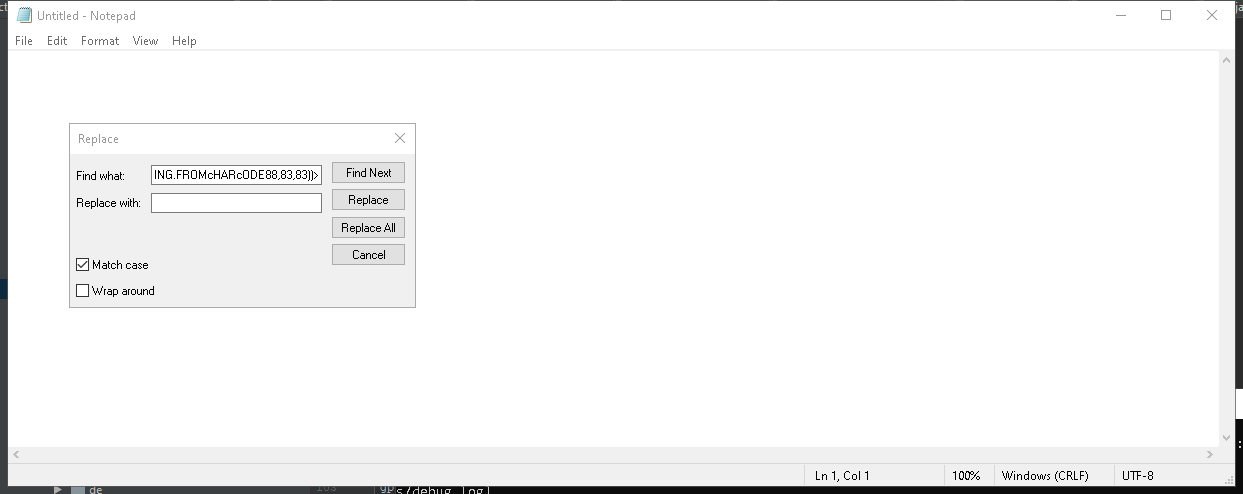 Untitled - Notepad
File Edit Format View Help
Replace
Find what: ING.FROMcHARcODE88,83,83))> Find Next
Replace with: Replace
Replace All
Cancel
Match case
Wrap around
Ln 1, Col 1 100% Windows (CRLF) UTF-8
de